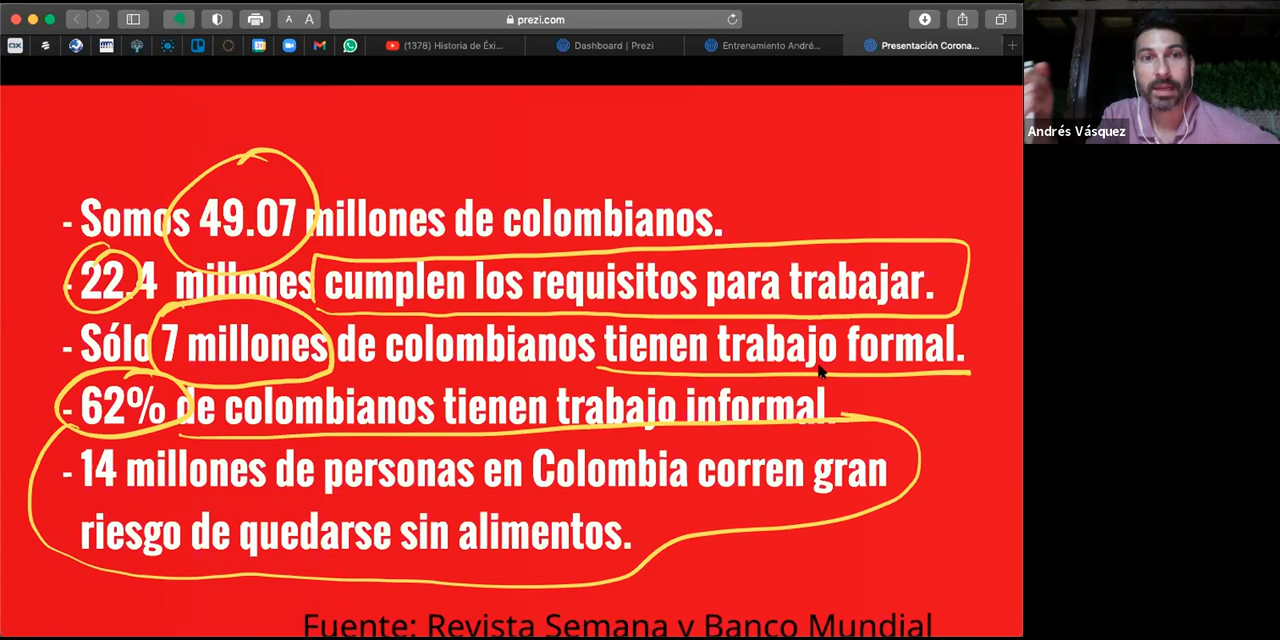 A A
prezi.com
OX
(1378) Historia de Éxi...
Dashboard | Prezi
Entrenamiento André...
Presentación Corona...
Andrés Vásquez
- Somos 49.07 millones de colombianos.
- 22.4 millones cumplen los requisitos para trabajar.
- Sólo 7 millones de colombianos tienen trabajo formal.
- 62% de colombianos tienen trabajo informal.
- 14 millones de personas en Colombia corren gran
riesgo de quedarse sin alimentos.
Fuente: Revista Semana y Banco Mundial